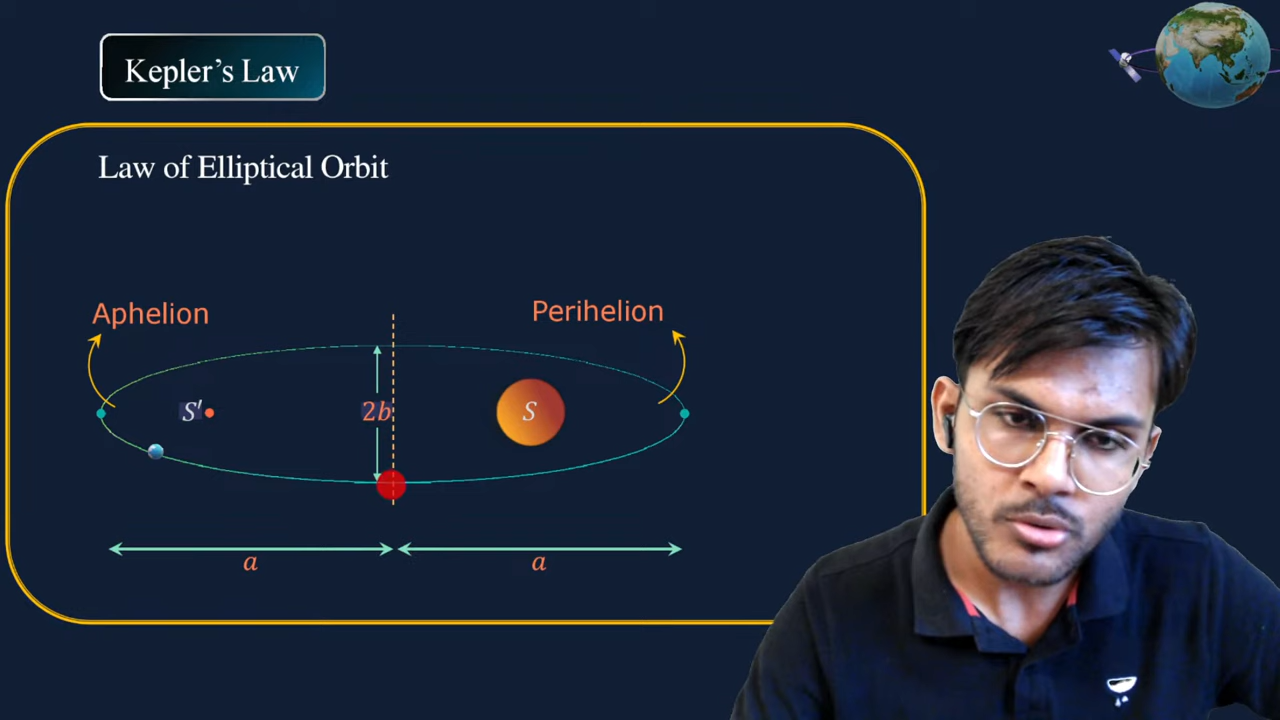 Kepler's Law
Law of Elliptical Orbit
Aphelion
Perihelion
S′
2b
S
a
a